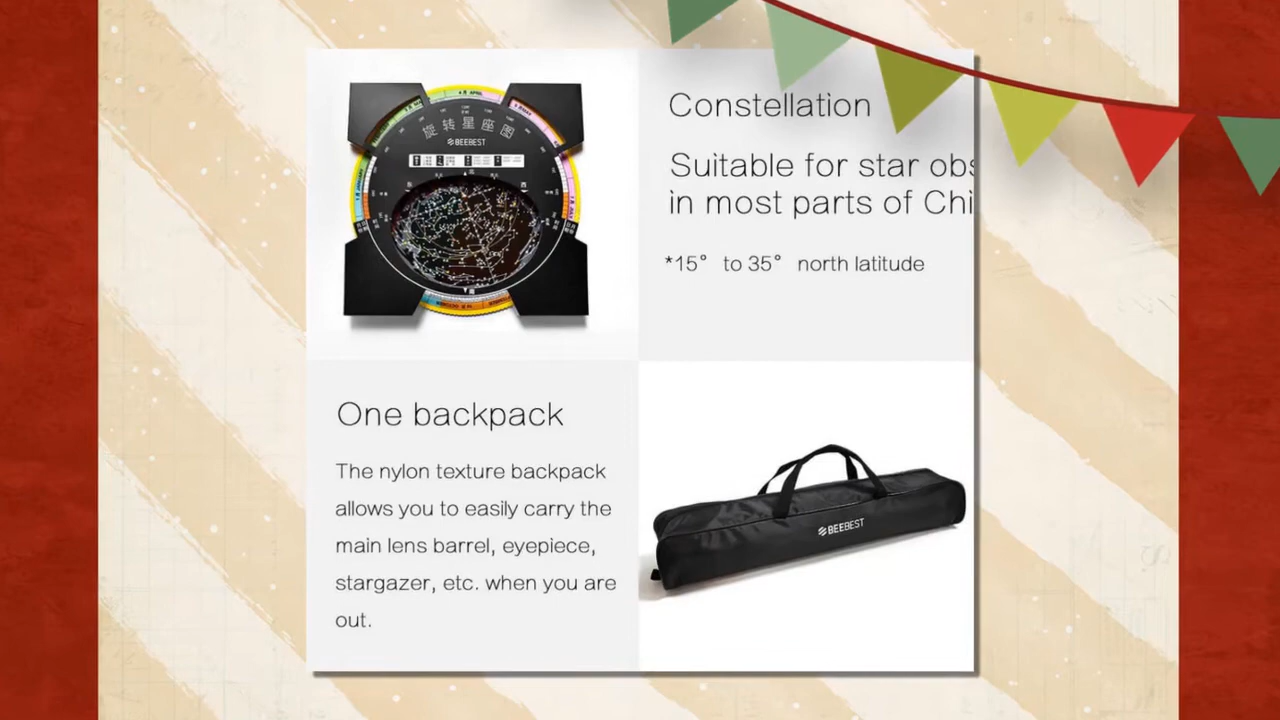 旋转星座图
BEEBEST
Constellation
Suitable for star obs
in most parts of Chi
*15° to 35° north latitude
One backpack
The nylon texture backpack
allows you to easily carry the
main lens barrel, eyepiece,
stargazer, etc. when you are
out.
BEEBEST